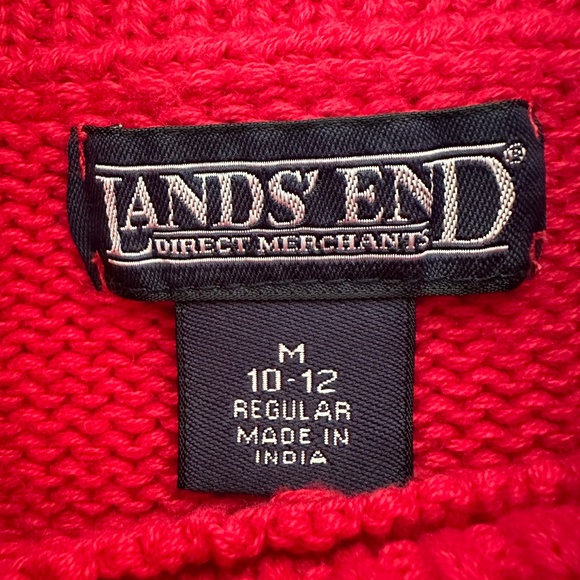 LANDS' END®
DIRECT MERCHANTS
M
10-12
REGULAR
MADE IN
INDIA